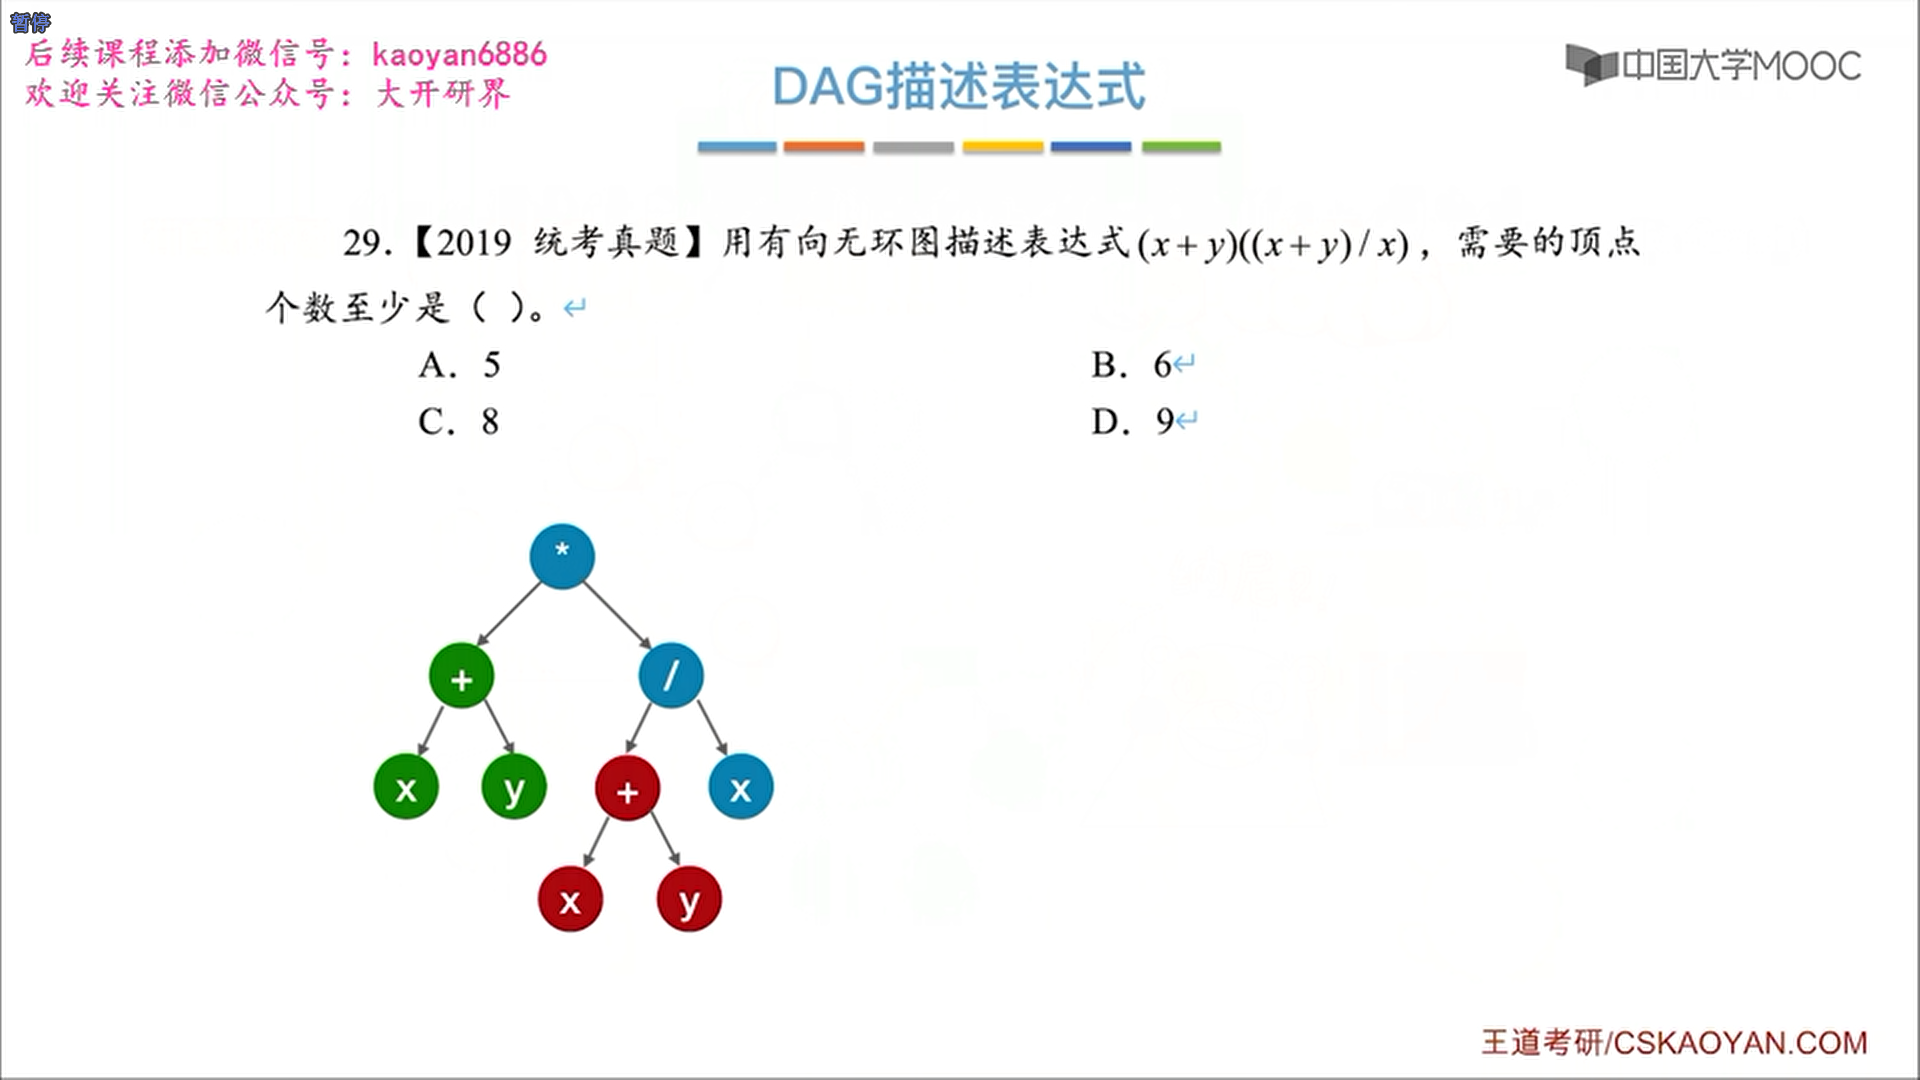 暂停
后续课程添加微信号：kaoyan6886
欢迎关注微信公众号：大开研界
中国大学MOOC
DAG描述表达式
29.【2019 统考真题】用有向无环图描述表达式(x+y)((x+y)/x)，需要的顶点
个数至少是（ ）。↵
A. 5
B. 6↵
C. 8
D. 9↵
*
+
/
x
y
+
x
x
y
王道考研/CSKAOYAN.COM